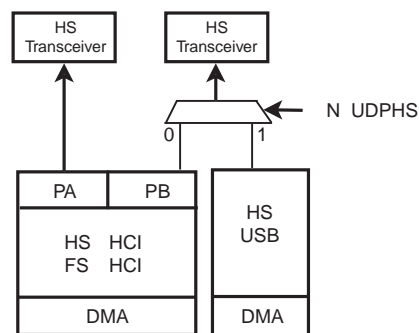 HS
Transceiver
HS
Transceiver
N UDPHS
0
1
PA
PB
HS HCI
FS HCI
HS
USB
DMA
DMA